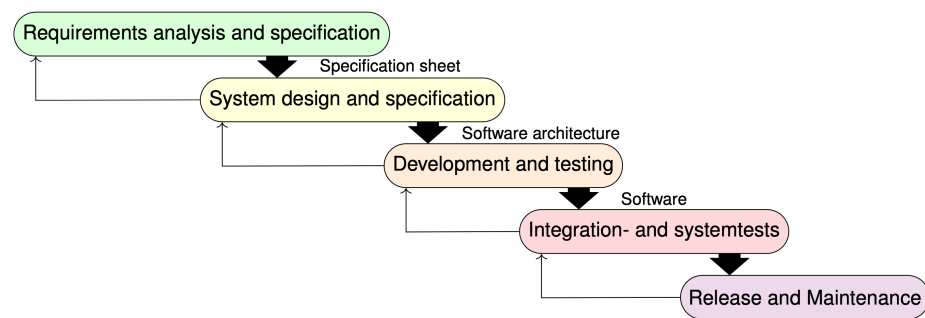 Requirements analysis and specification
Specification sheet
System design and specification
Software architecture
Development and testing
Software
Integration- and systemtests
Release and Maintenance